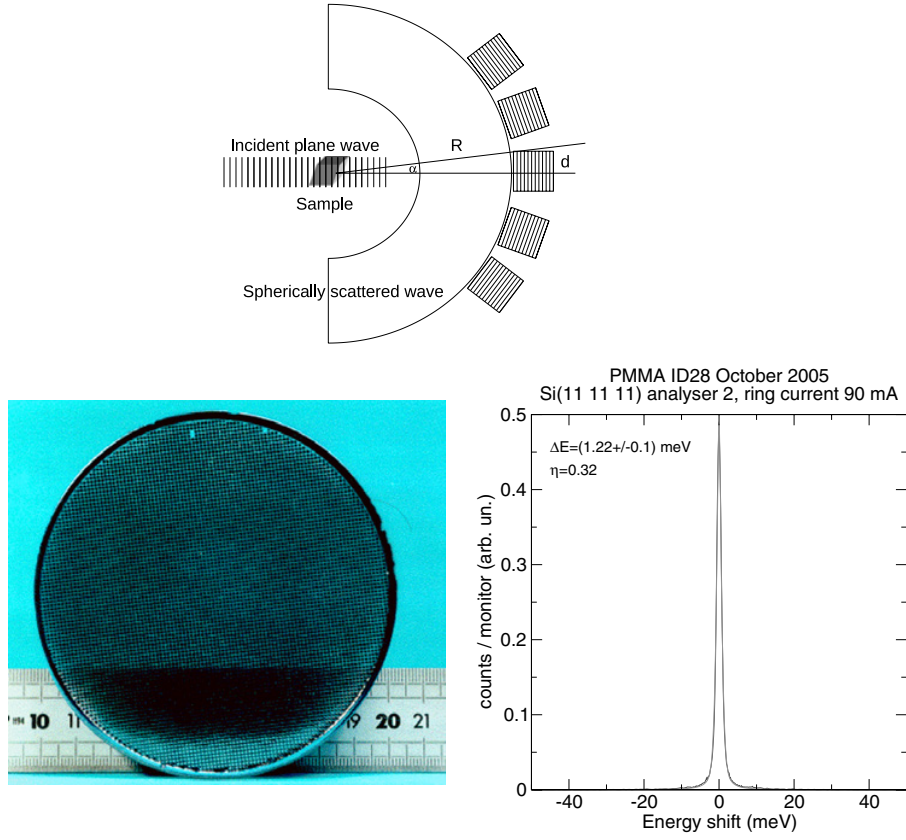 Incident plane wave
R
d
α
Sample
Spherically scattered wave
10 11 19 20 21
PMMA ID28 October 2005
Si(11 11 11) analyser 2, ring current 90 mA
ΔE=(1.22+/-0.1) meV
η=0.32
counts / monitor (arb. un.)
0.5
0.4
0.3
0.2
0.1
0
-40 -20 0 20 40
Energy shift (meV)